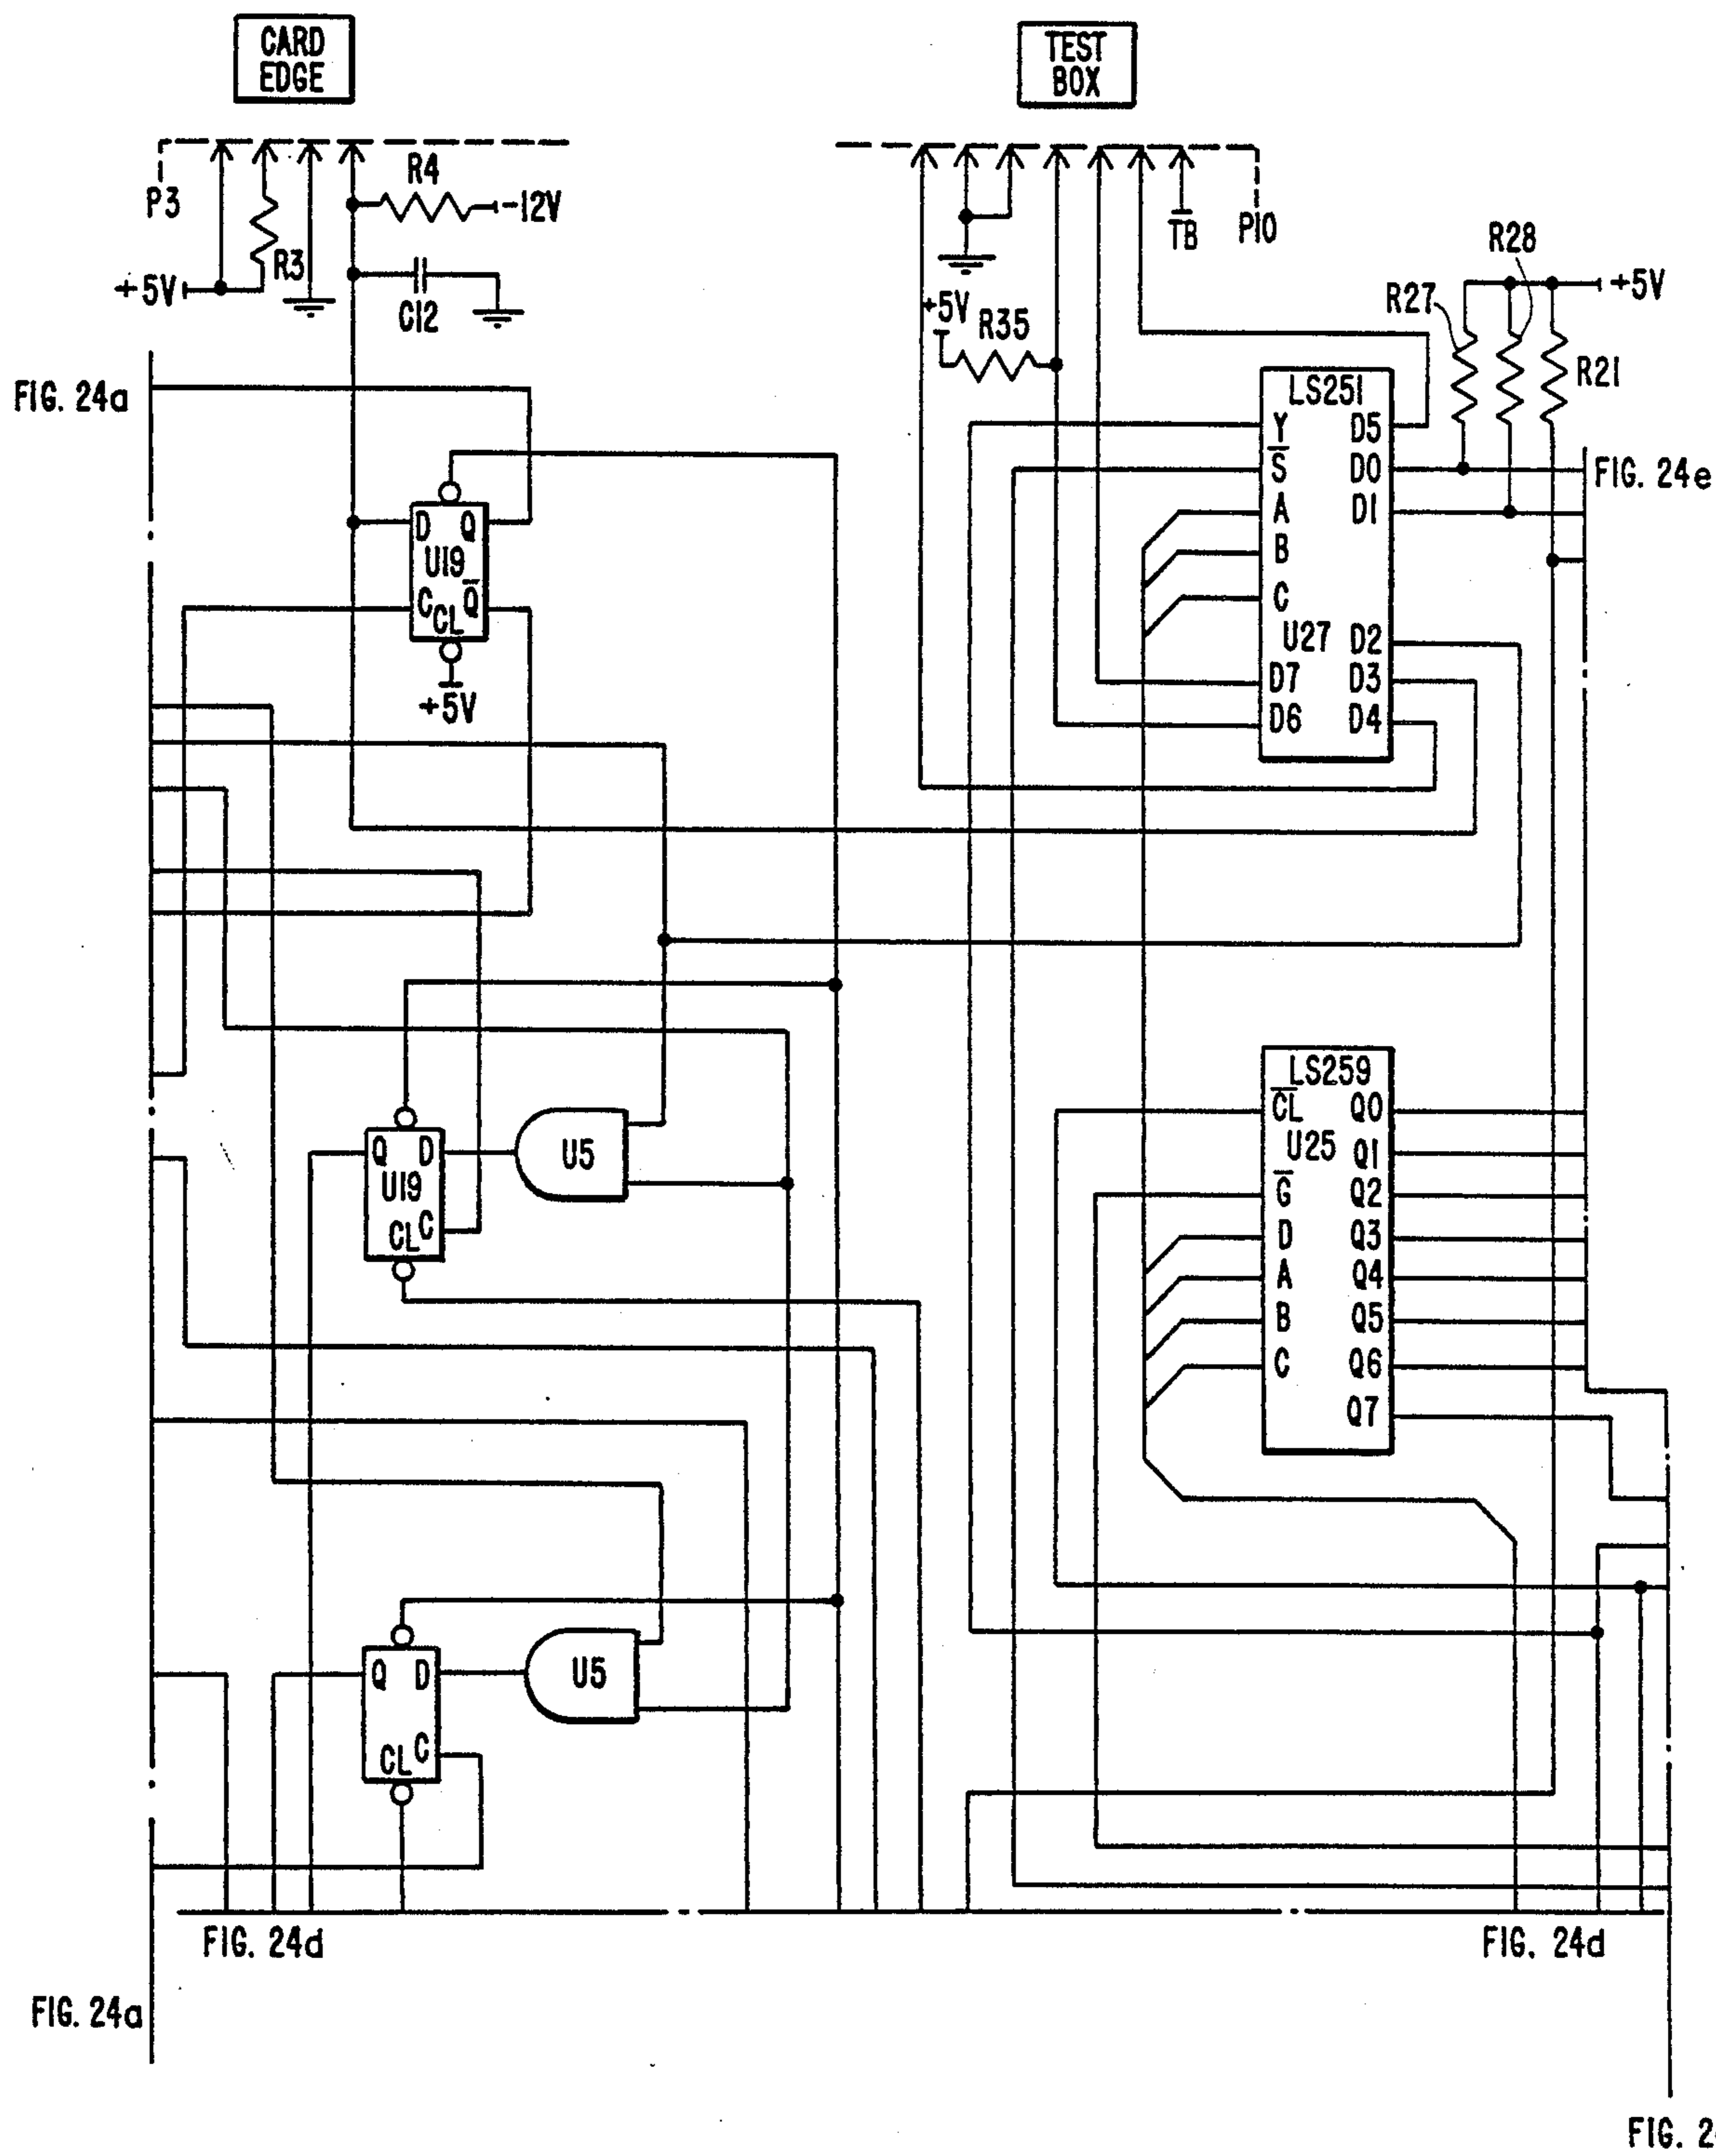 CARD
EDGE
TEST
BOX
P3
R4
-12V
R3
+5V
C12
T̅B̅
P10
R28
+5V
R35
R27
+5V
R21
FIG. 24a
LS251
Y D5
S̅ D0
FIG. 24e
A D1
B
C
U27 D2
D7 D3
D6 D4
D Q
U19
C Q̅
CL
+5V
LS259
C̅L̅ Q0
U25 Q1
G̅ Q2
D Q3
A Q4
B Q5
C Q6
Q7
Q D
U19
CL C
U5
Q D
CL C
U5
FIG. 24d
FIG. 24d
FIG. 24a
FIG. 2